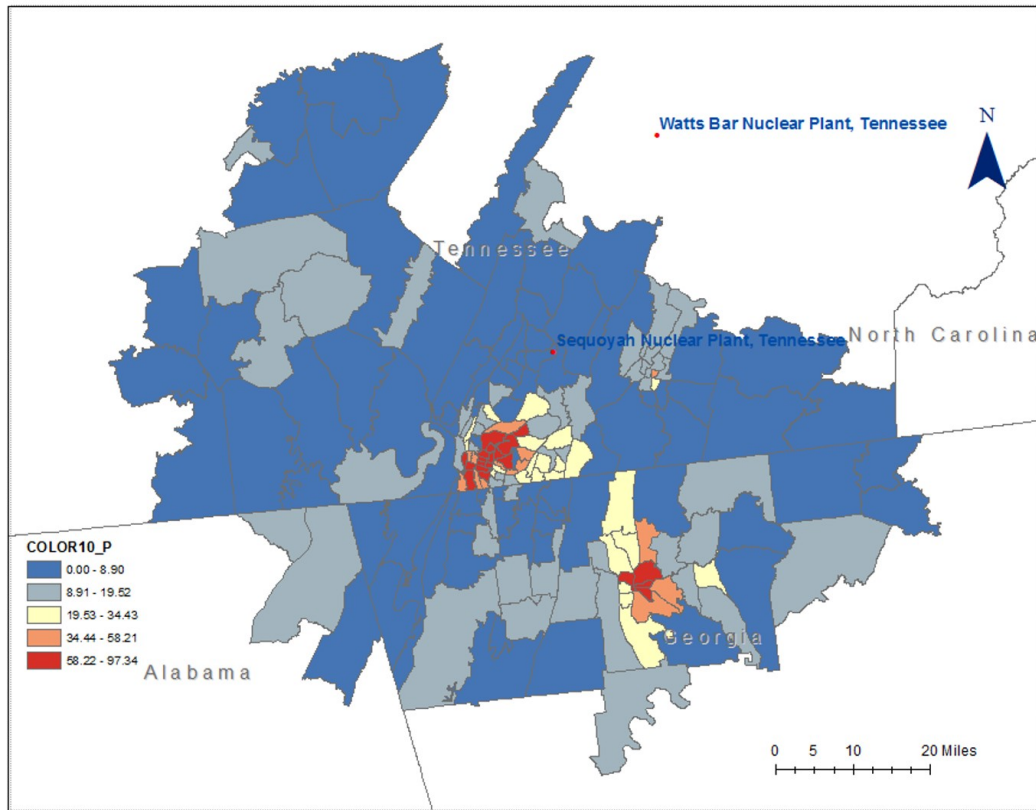 Watts Bar Nuclear Plant, Tennessee
N
Tennessee
Sequoyah Nuclear Plant, Tennessee
North Carolina
COLOR10_P
0.00 - 8.90
8.91 - 19.52
19.53 - 34.43
34.44 - 58.21
58.22 - 97.34
Georgia
Alabama
0 5 10 20 Miles